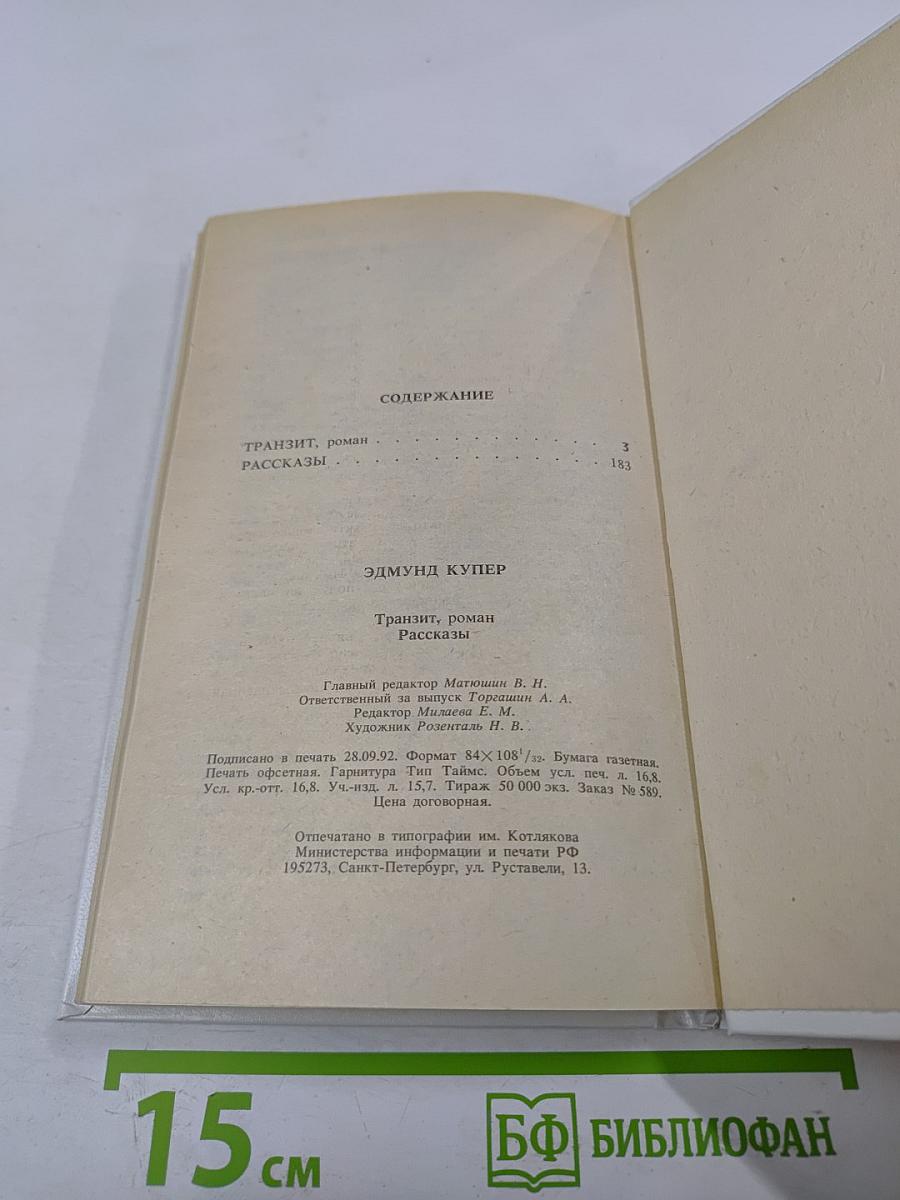 СОДЕРЖАНИЕ
ТРАНЗИТ, роман . . . . . . . . . . 3
РАССКАЗЫ . . . . . . . . . . . . 183
ЭДМУНД КУПЕР
Транзит, роман
Рассказы
Главный редактор Матюшин В. Н.
Ответственный за выпуск Торгашин А. А.
Редактор Милаева Е. М.
Художник Розенталь Н. В.
Подписано в печать 28.09.92. Формат 84×108¹/₃₂. Бумага газетная.
Печать офсетная. Гарнитура Тип Таймс. Объем усл. печ. л. 16,8.
Усл. кр.-отт. 16,8. Уч.-изд. л. 15,7. Тираж 50 000 экз. Заказ № 589.
Цена договорная.
Отпечатано в типографии им. Котлякова
Министерства информации и печати РФ
195273, Санкт-Петербург, ул. Руставели, 13.
15 см
БФ БИБЛИОФАН